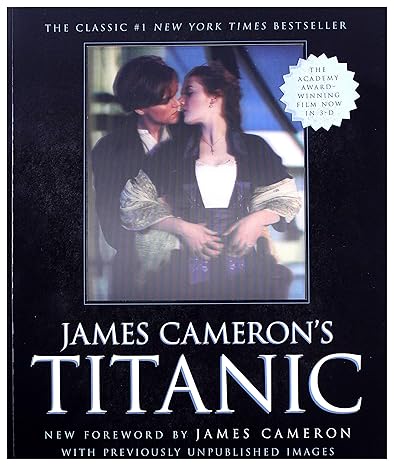 THE CLASSIC #1 NEW YORK TIMES BESTSELLER
THE
ACADEMY
AWARD-
WINNING
FILM NOW
IN 3-D
JAMES CAMERON'S
TITANIC
NEW FOREWORD BY JAMES CAMERON
WITH PREVIOUSLY UNPUBLISHED IMAGES